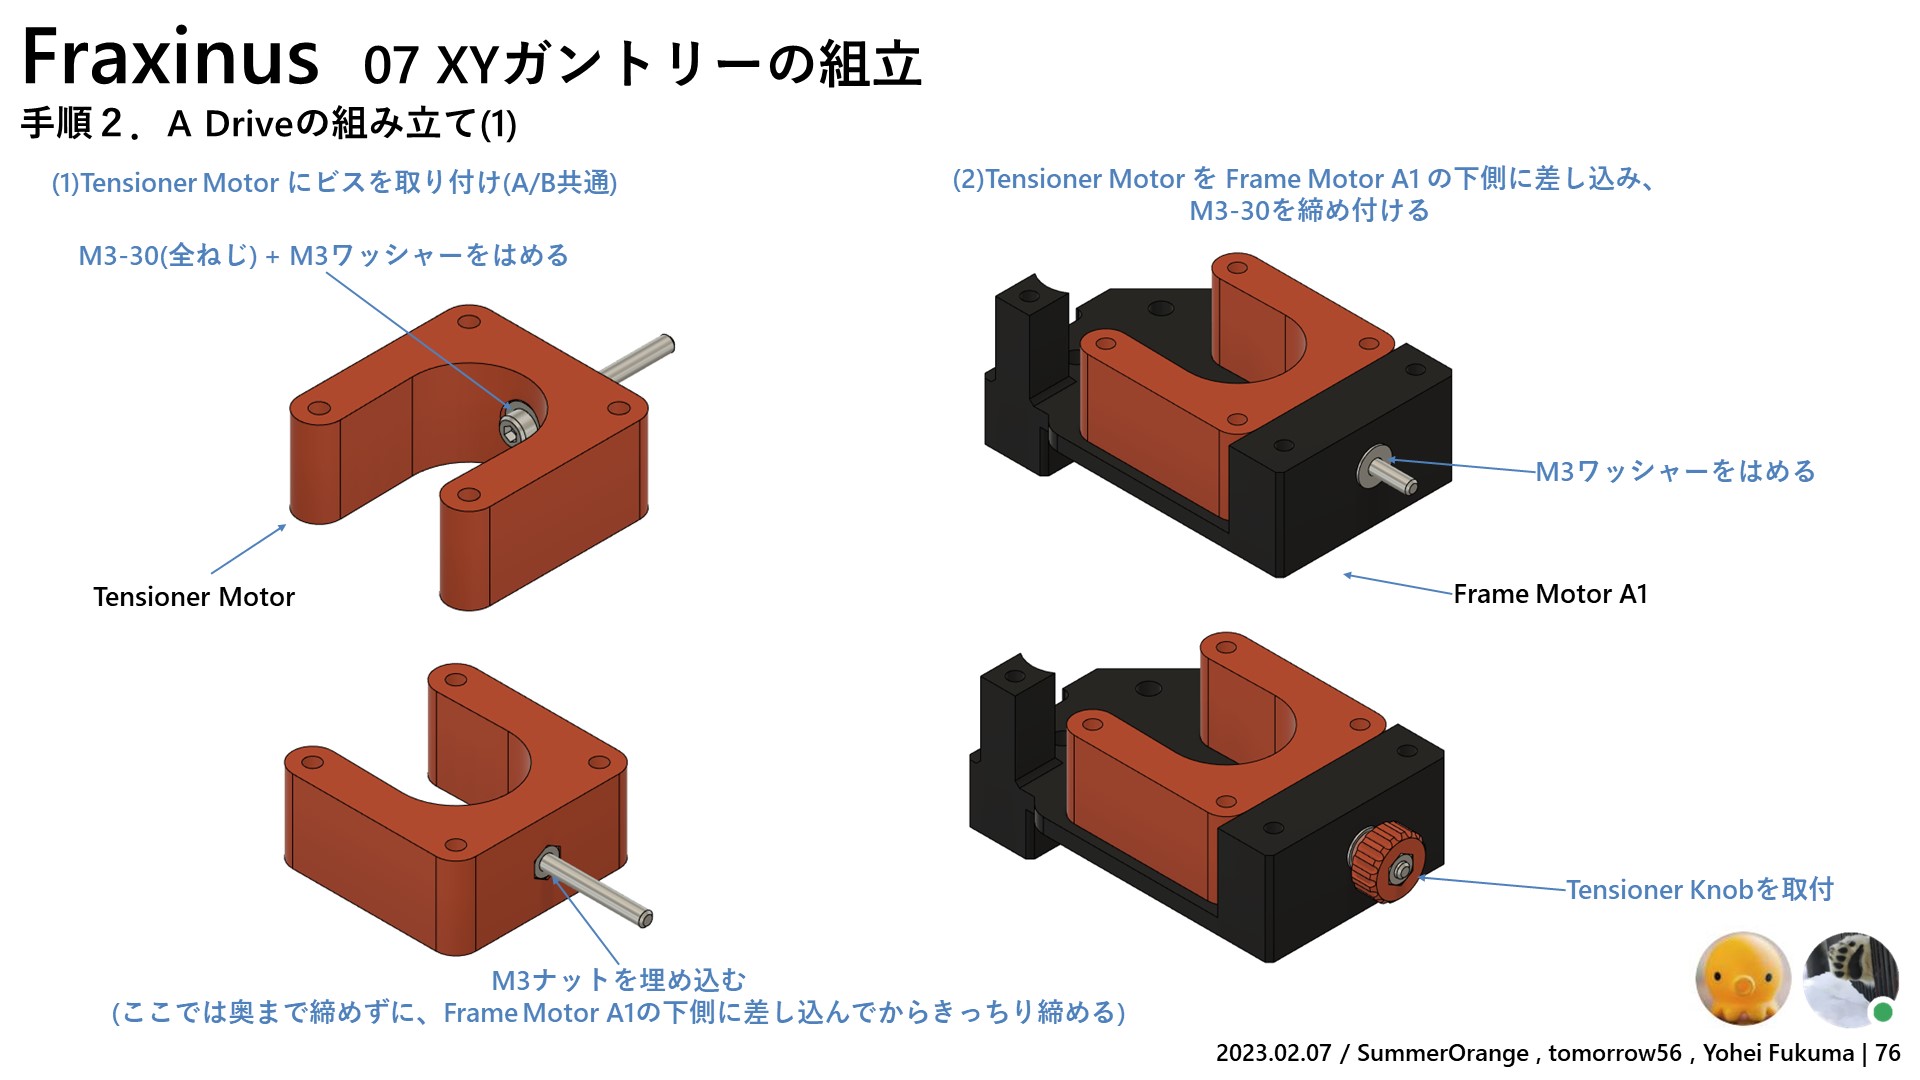 Fraxinus 07 XYガントリーの組立
手順２．A Driveの組み立て(1)
(1)Tensioner Motor にビスを取り付け(A/B共通)
M3-30(全ねじ) + M3ワッシャーをはめる
Tensioner Motor
M3ナットを埋め込む
(ここでは奥まで締めずに、Frame Motor A1の下側に差し込んでからきっちり締める)
(2)Tensioner Motor を Frame Motor A1 の下側に差し込み、
M3-30を締め付ける
M3ワッシャーをはめる
Frame Motor A1
Tensioner Knobを取付
2023.02.07 / SummerOrange , tomorrow56 , Yohei Fukuma | 76